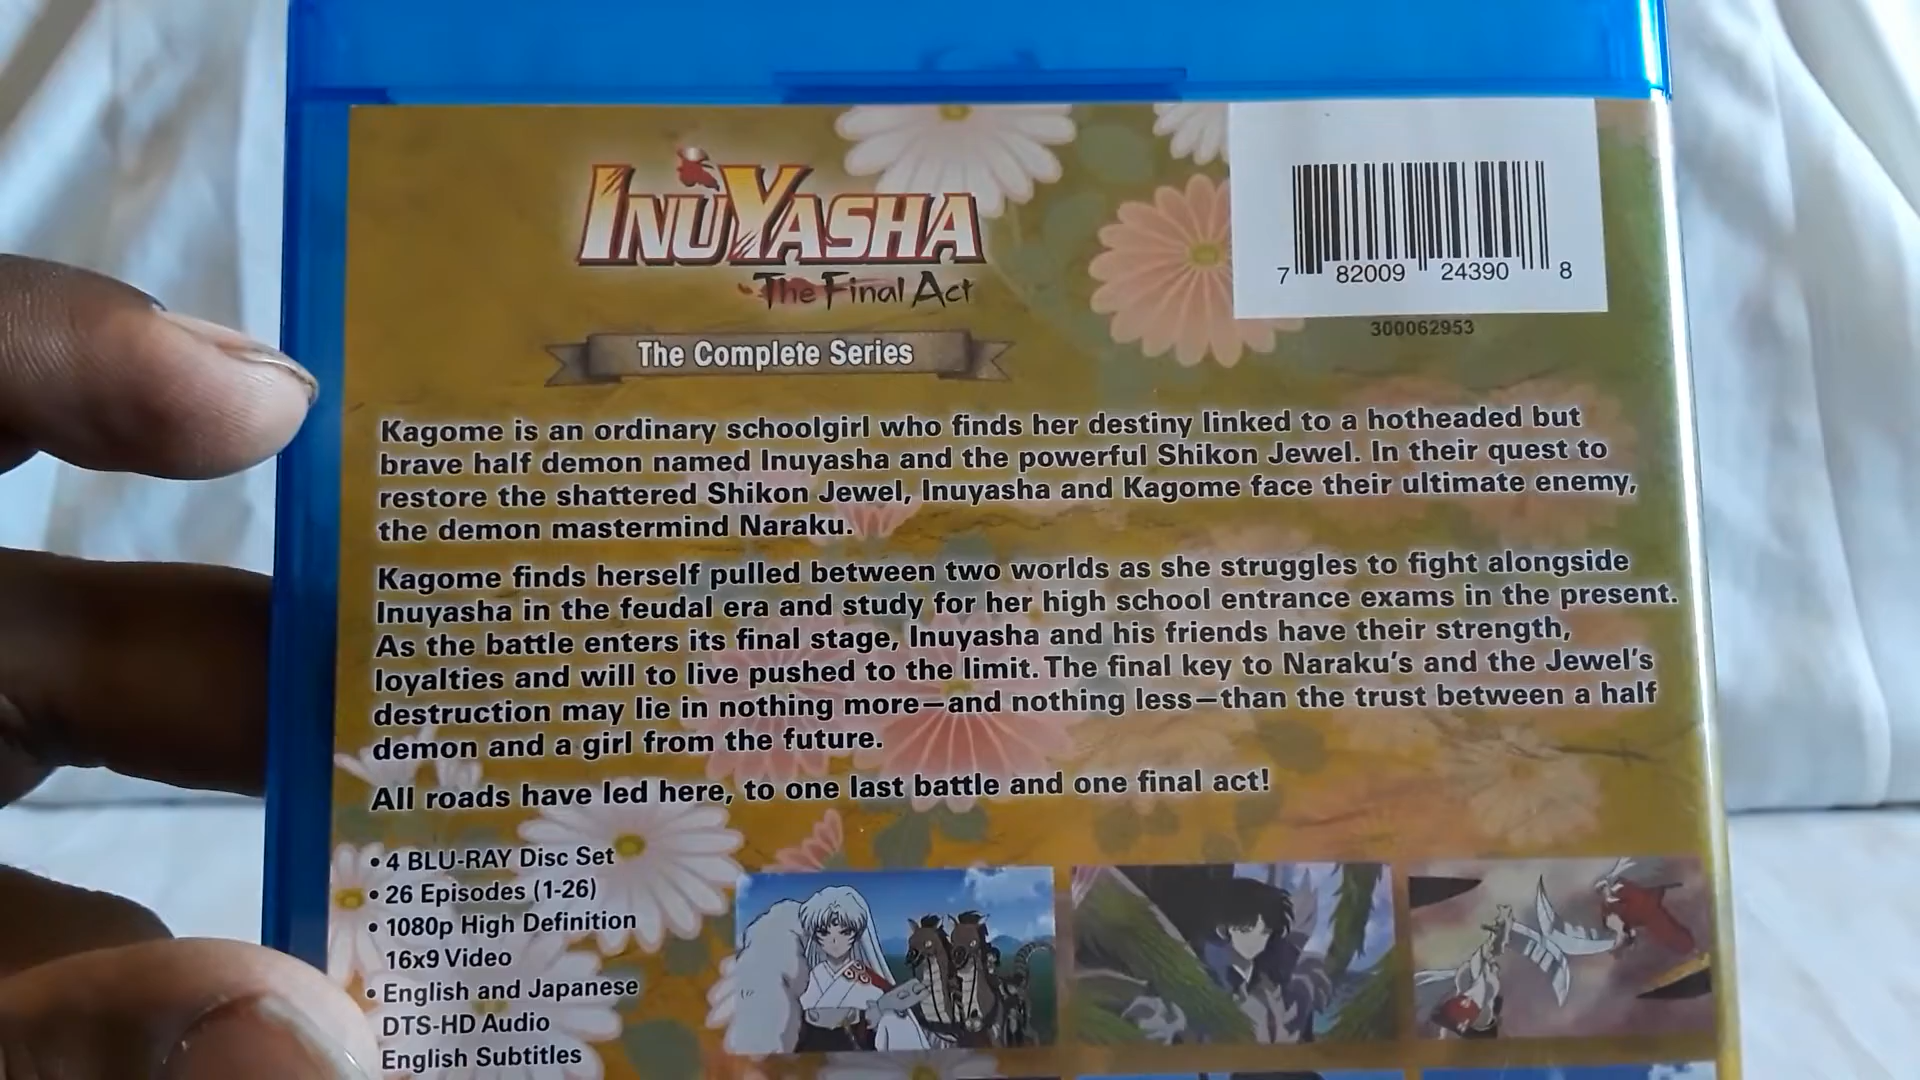 INUYASHA
The Final Act
The Complete Series
7 82009 24390 8
300062953
Kagome is an ordinary schoolgirl who finds her destiny linked to a hotheaded but
brave half demon named Inuyasha and the powerful Shikon Jewel. In their quest to
restore the shattered Shikon Jewel, Inuyasha and Kagome face their ultimate enemy,
the demon mastermind Naraku.
Kagome finds herself pulled between two worlds as she struggles to fight alongside
Inuyasha in the feudal era and study for her high school entrance exams in the present.
As the battle enters its final stage, Inuyasha and his friends have their strength,
loyalties and will to live pushed to the limit. The final key to Naraku's and the Jewel's
destruction may lie in nothing more—and nothing less—than the trust between a half
demon and a girl from the future.
All roads have led here, to one last battle and one final act!
• 4 BLU-RAY Disc Set
• 26 Episodes (1-26)
• 1080p High Definition
16x9 Video
• English and Japanese
DTS-HD Audio
English Subtitles